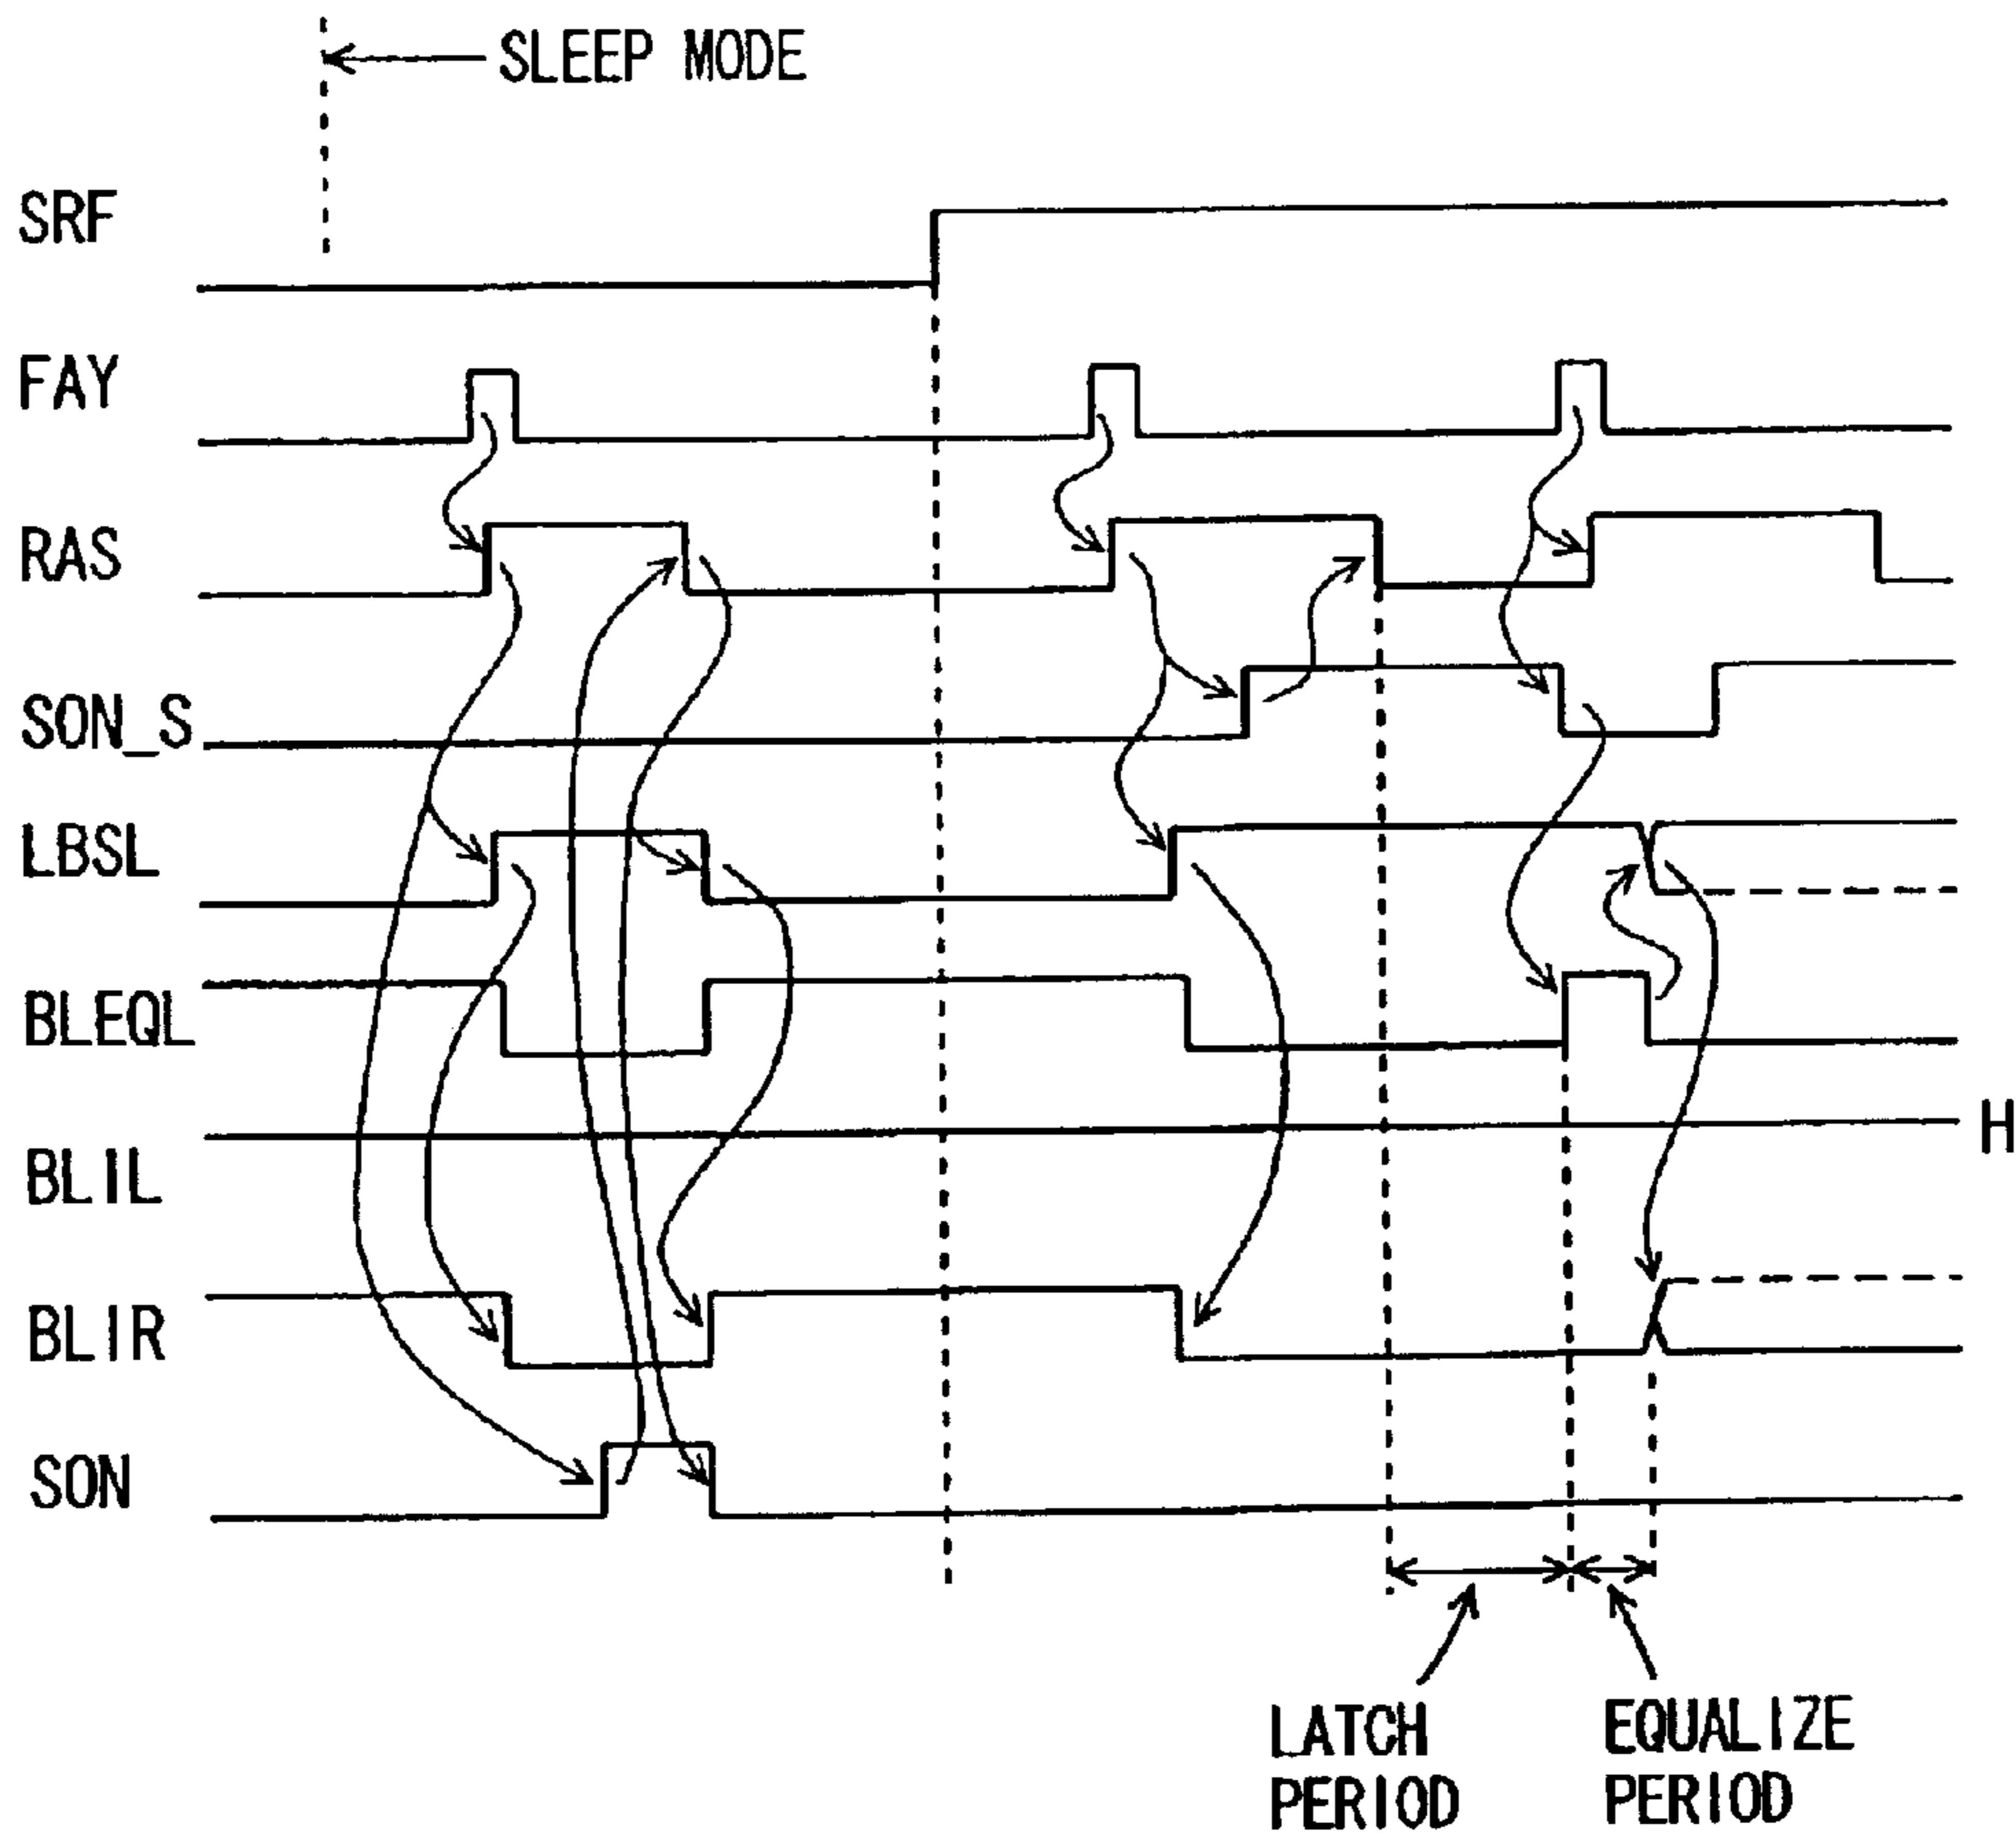 SLEEP MODE
SRF
FAY
RAS
SON_S
LBSL
BLEQL
BLIL
H
BLIR
SON
LATCH
PERIOD
EQUALIZE
PERIOD